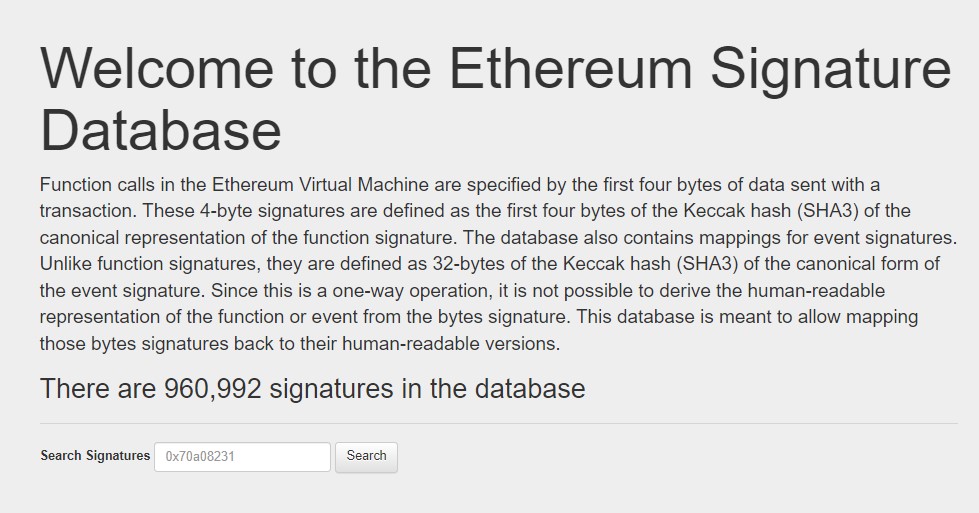 Welcome to the Ethereum Signature
Database
Function calls in the Ethereum Virtual Machine are specified by the first four bytes of data sent with a
transaction. These 4-byte signatures are defined as the first four bytes of the Keccak hash (SHA3) of the
canonical representation of the function signature. The database also contains mappings for event signatures.
Unlike function signatures, they are defined as 32-bytes of the Keccak hash (SHA3) of the canonical form of
the event signature. Since this is a one-way operation, it is not possible to derive the human-readable
representation of the function or event from the bytes signature. This database is meant to allow mapping
those bytes signatures back to their human-readable versions.
There are 960,992 signatures in the database
Search Signatures 0x70a08231 Search